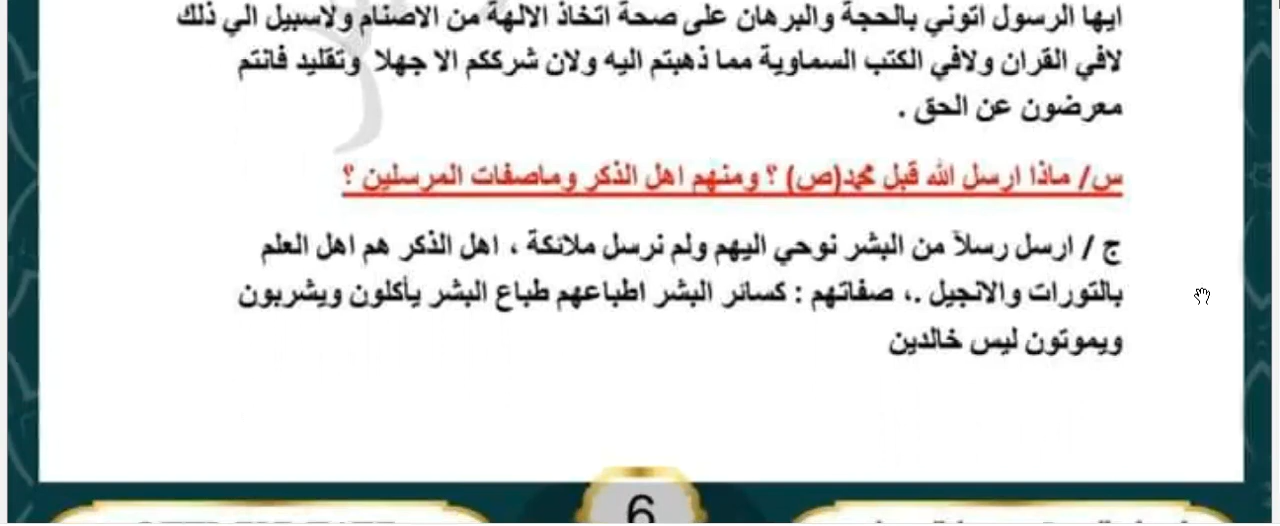 ايها الرسول اتوني بالحجة والبرهان على صحة اتخاذ الالهة من الاصنام ولاسبيل الي ذلك
لافي القران ولافي الكتب السماوية مما ذهبتم اليه ولان شرككم الا جهلا وتقليد فانتم
معرضون عن الحق .
س/ ماذا ارسل الله قبل محمد(ص) ؟ ومنهم اهل الذكر وماصفات المرسلين ؟
ج / ارسل رسلاً من البشر نوحي اليهم ولم نرسل ملائكة ، اهل الذكر هم اهل العلم
بالتورات والانجيل .، صفاتهم : كسائر البشر اطباعهم طباع البشر يأكلون ويشربون
ويموتون ليس خالدين
6